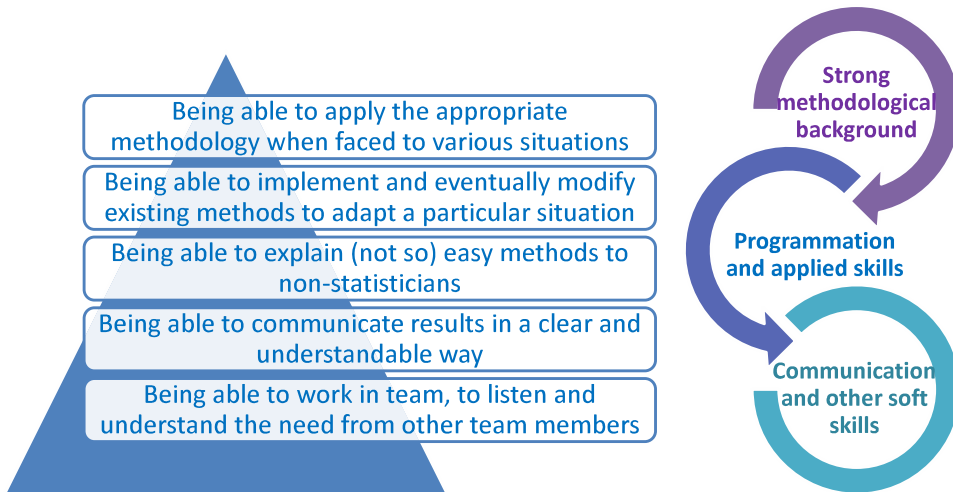 Being able to apply the appropriate
methodology when faced to various situations
Being able to implement and eventually modify
existing methods to adapt a particular situation
Being able to explain (not so) easy methods to
non-statisticians
Being able to communicate results in a clear and
understandable way
Being able to work in team, to listen and
understand the need from other team members
Strong
methodological
background
Programmation
and applied skills
Communication
and other soft
skills